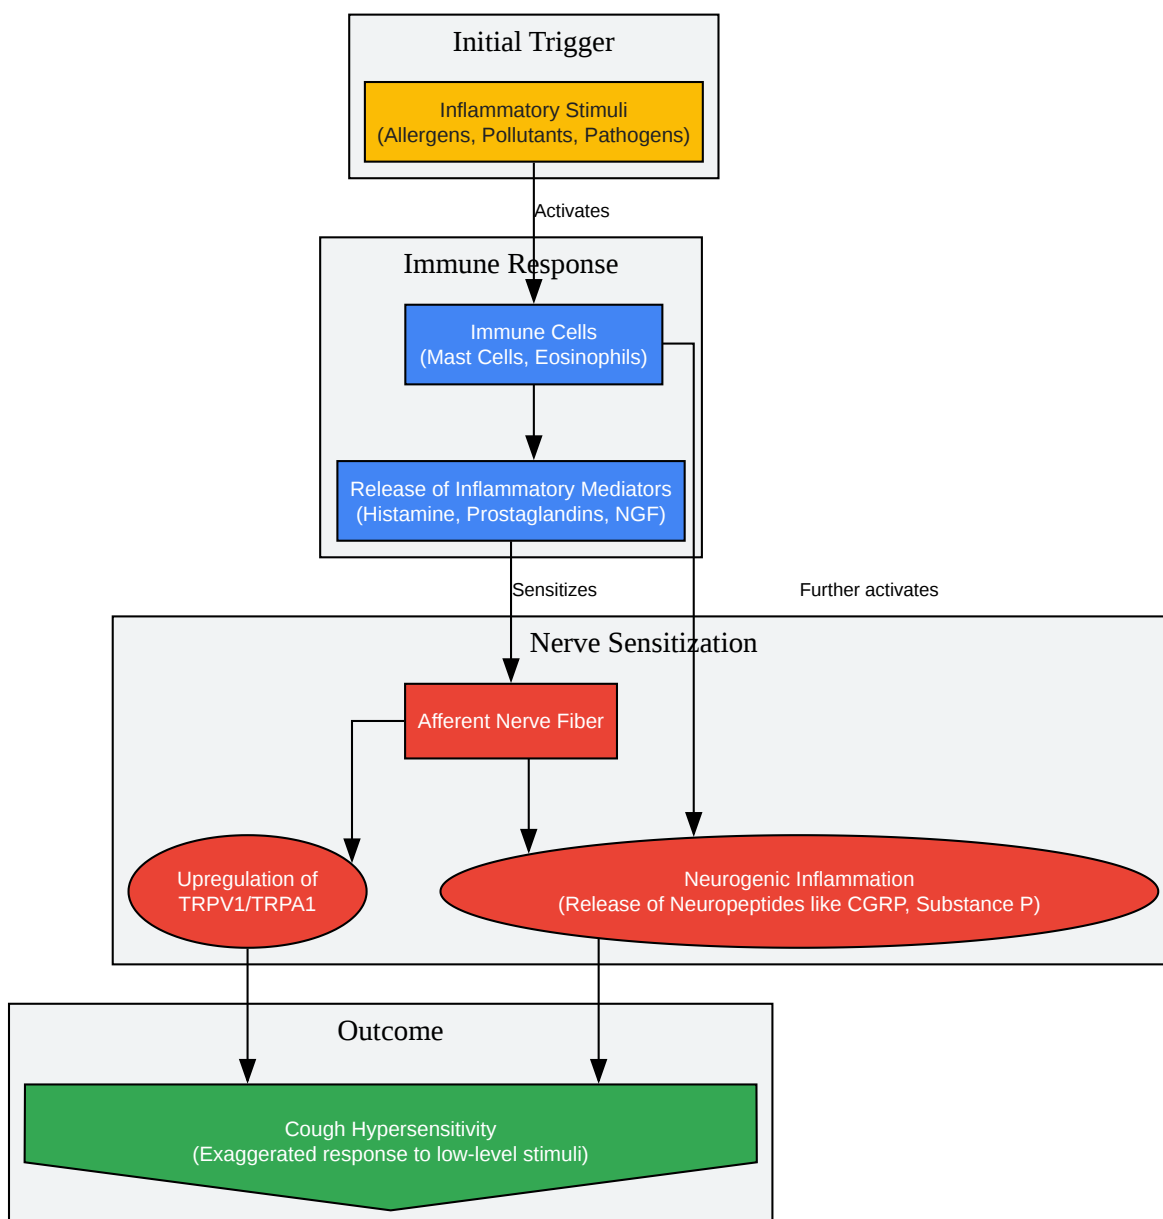 Initial Trigger
Inflammatory Stimuli
(Allergens, Pollutants, Pathogens)
Activates
Immune Response
Immune Cells
(Mast Cells, Eosinophils)
Release of Inflammatory Mediators
(Histamine, Prostaglandins, NGF)
Sensitizes
Further activates
Nerve Sensitization
Afferent Nerve Fiber
Upregulation of
TRPV1/TRPA1
Neurogenic Inflammation
(Release of Neuropeptides like CGRP, Substance P)
Outcome
Cough Hypersensitivity
(Exaggerated response to low-level stimuli)